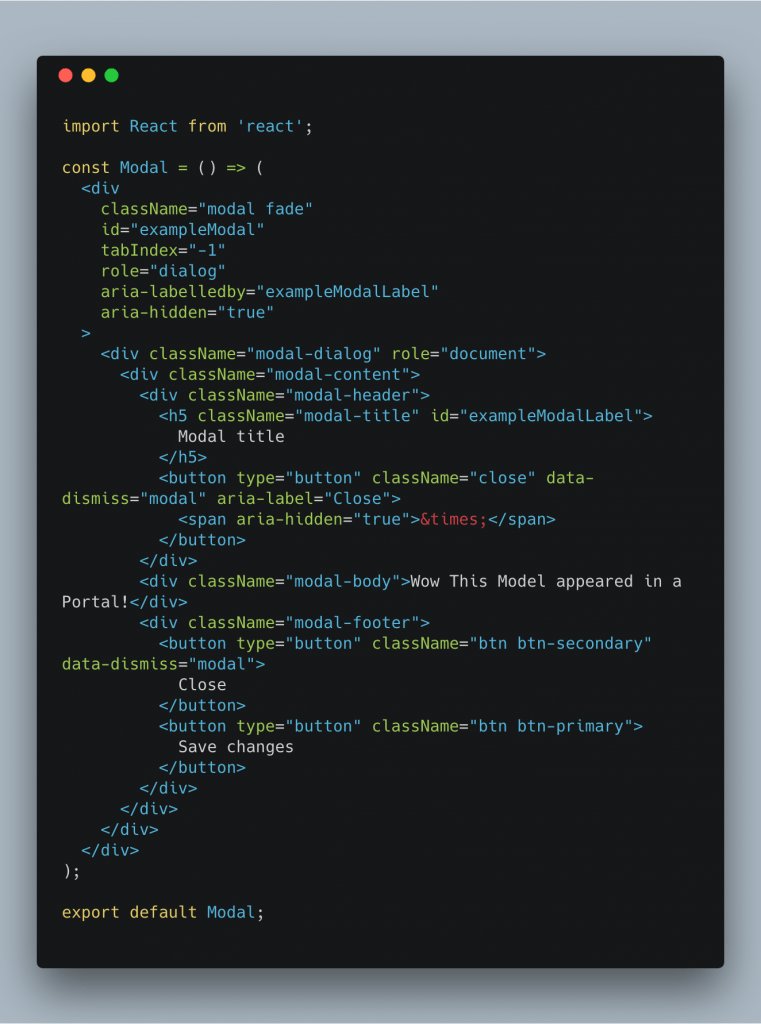 import React from 'react';

const Modal = () => (
  <div
    className="modal fade"
    id="exampleModal"
    tabIndex="-1"
    role="dialog"
    aria-labelledby="exampleModalLabel"
    aria-hidden="true"
  >
    <div className="modal-dialog" role="document">
      <div className="modal-content">
        <div className="modal-header">
          <h5 className="modal-title" id="exampleModalLabel">
            Modal title
          </h5>
          <button type="button" className="close" data-
dismiss="modal" aria-label="Close">
            <span aria-hidden="true">&times;</span>
          </button>
        </div>
        <div className="modal-body">Wow This Model appeared in a
Portal!</div>
        <div className="modal-footer">
          <button type="button" className="btn btn-secondary"
data-dismiss="modal">
            Close
          </button>
          <button type="button" className="btn btn-primary">
            Save changes
          </button>
        </div>
      </div>
    </div>
  </div>
);

export default Modal;